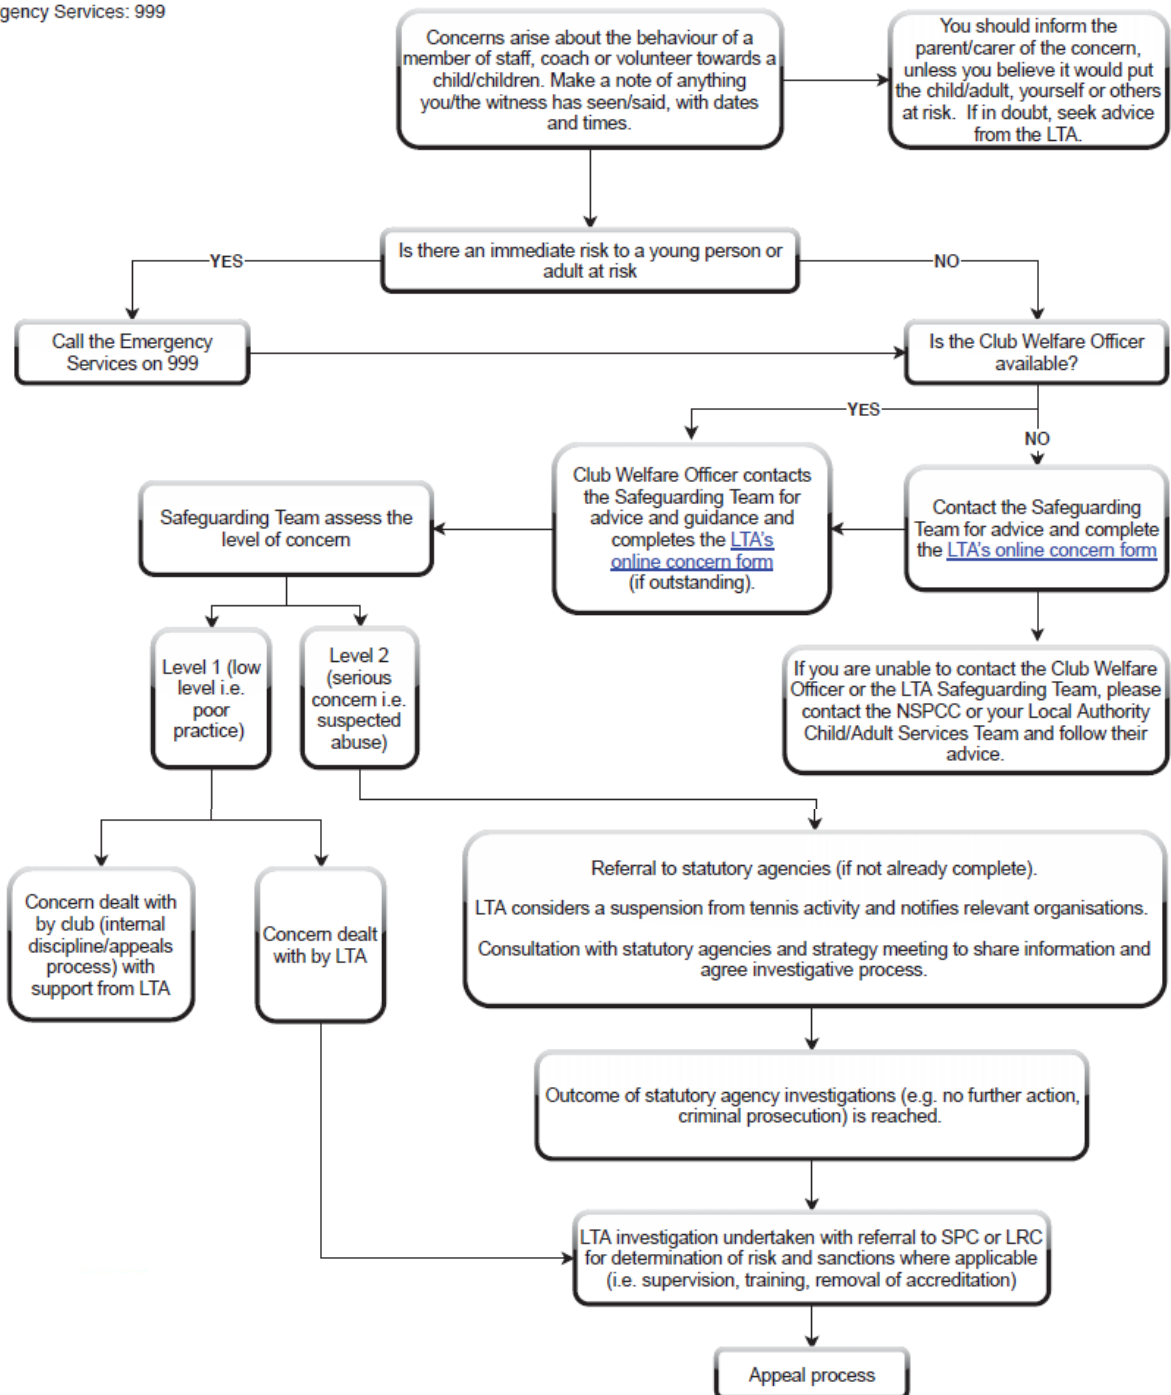 gency Services: 999
Concerns arise about the behaviour of a
member of staff, coach or volunteer towards a
child/children. Make a note of anything
you/the witness has seen/said, with dates
and times.
You should inform the
parent/carer of the concern,
unless you believe it would put
the child/adult, yourself or others
at risk.  If in doubt, seek advice
from the LTA.
Is there an immediate risk to a young person or
adult at risk
YES
NO
Call the Emergency
Services on 999
Is the Club Welfare Officer
available?
YES
NO
Club Welfare Officer contacts
the Safeguarding Team for
advice and guidance and
completes the LTA's
online concern form
(if outstanding).
Contact the Safeguarding
Team for advice and complete
the LTA's online concern form
Safeguarding Team assess the
level of concern
Level 1 (low
level i.e.
poor
practice)
Level 2
(serious
concern i.e.
suspected
abuse)
If you are unable to contact the Club Welfare
Officer or the LTA Safeguarding Team, please
contact the NSPCC or your Local Authority
Child/Adult Services Team and follow their
advice.
Concern dealt with
by club (internal
discipline/appeals
process) with
support from LTA
Concern dealt
with by LTA
Referral to statutory agencies (if not already complete).
LTA considers a suspension from tennis activity and notifies relevant organisations.
Consultation with statutory agencies and strategy meeting to share information and
agree investigative process.
Outcome of statutory agency investigations (e.g. no further action,
criminal prosecution) is reached.
LTA investigation undertaken with referral to SPC or LRC
for determination of risk and sanctions where applicable
(i.e. supervision, training, removal of accreditation)
Appeal process